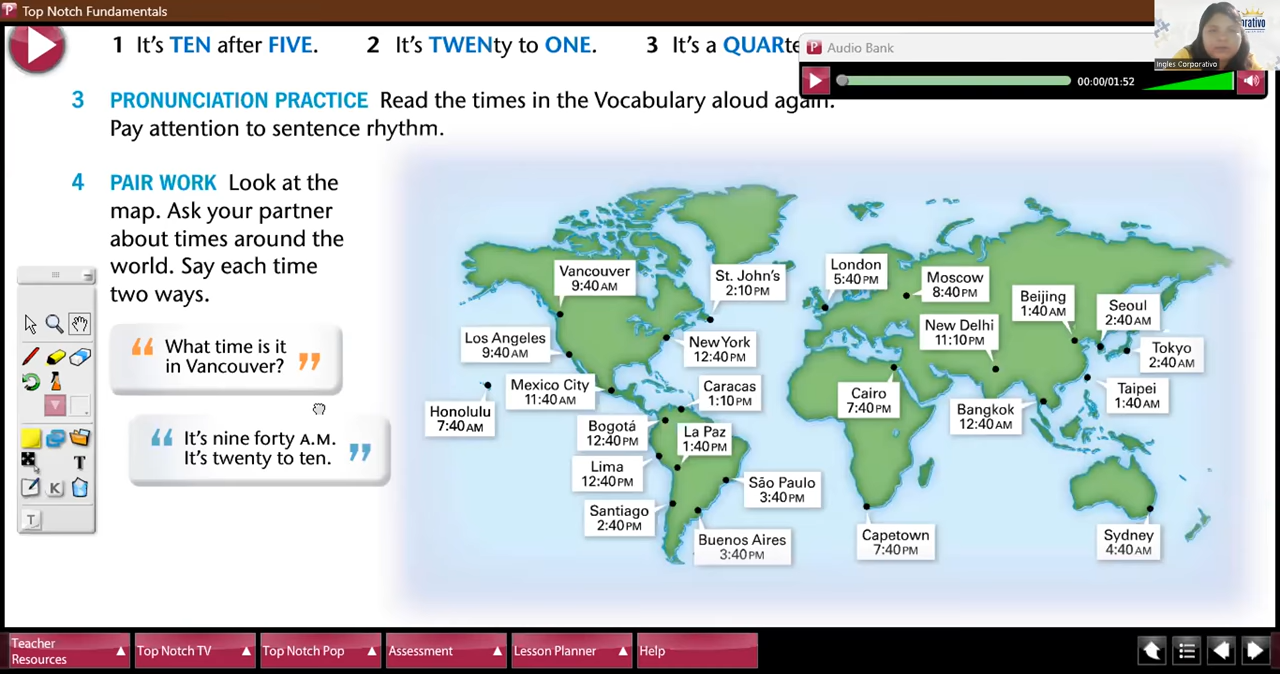 Top Notch Fundamentals
1 It's TEN after FIVE. 2 It's TWENty to ONE. 3 It's a QUARte
Audio Bank
00:00/01:52
Ingles Corporativo
3 PRONUNCIATION PRACTICE Read the times in the Vocabulary aloud again.
Pay attention to sentence rhythm.
4 PAIR WORK Look at the
map. Ask your partner
about times around the
world. Say each time
two ways.
“ What time is it
in Vancouver? ”
“ It's nine forty A.M.
It's twenty to ten. ”
Vancouver
9:40 AM
St. John's
2:10 PM
London
5:40 PM
Moscow
8:40 PM
Beijing
1:40 AM
Seoul
2:40 AM
Los Angeles
9:40 AM
New York
12:40 PM
New Delhi
11:10 PM
Tokyo
2:40 AM
Mexico City
11:40 AM
Caracas
1:10 PM
Cairo
7:40 PM
Taipei
1:40 AM
Honolulu
7:40 AM
Bogotá
12:40 PM
La Paz
1:40 PM
Bangkok
12:40 AM
Lima
12:40 PM
São Paulo
3:40 PM
Santiago
2:40 PM
Buenos Aires
3:40 PM
Capetown
7:40 PM
Sydney
4:40 AM
T
K
T
Teacher
Resources
Top Notch TV
Top Notch Pop
Assessment
Lesson Planner
Help